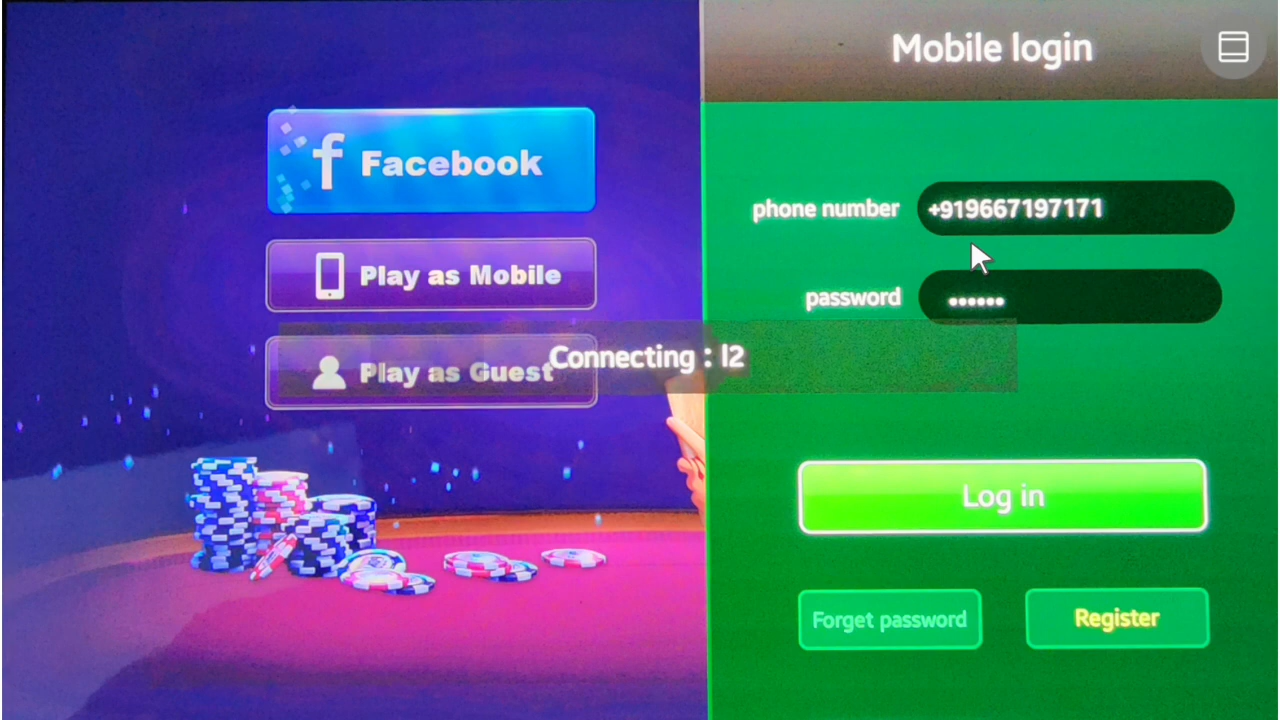 Mobile login
f Facebook
phone number +919667197171
Play as Mobile
password ••••••
Connecting : l2
Play as Guest
Log in
Forget password
Register